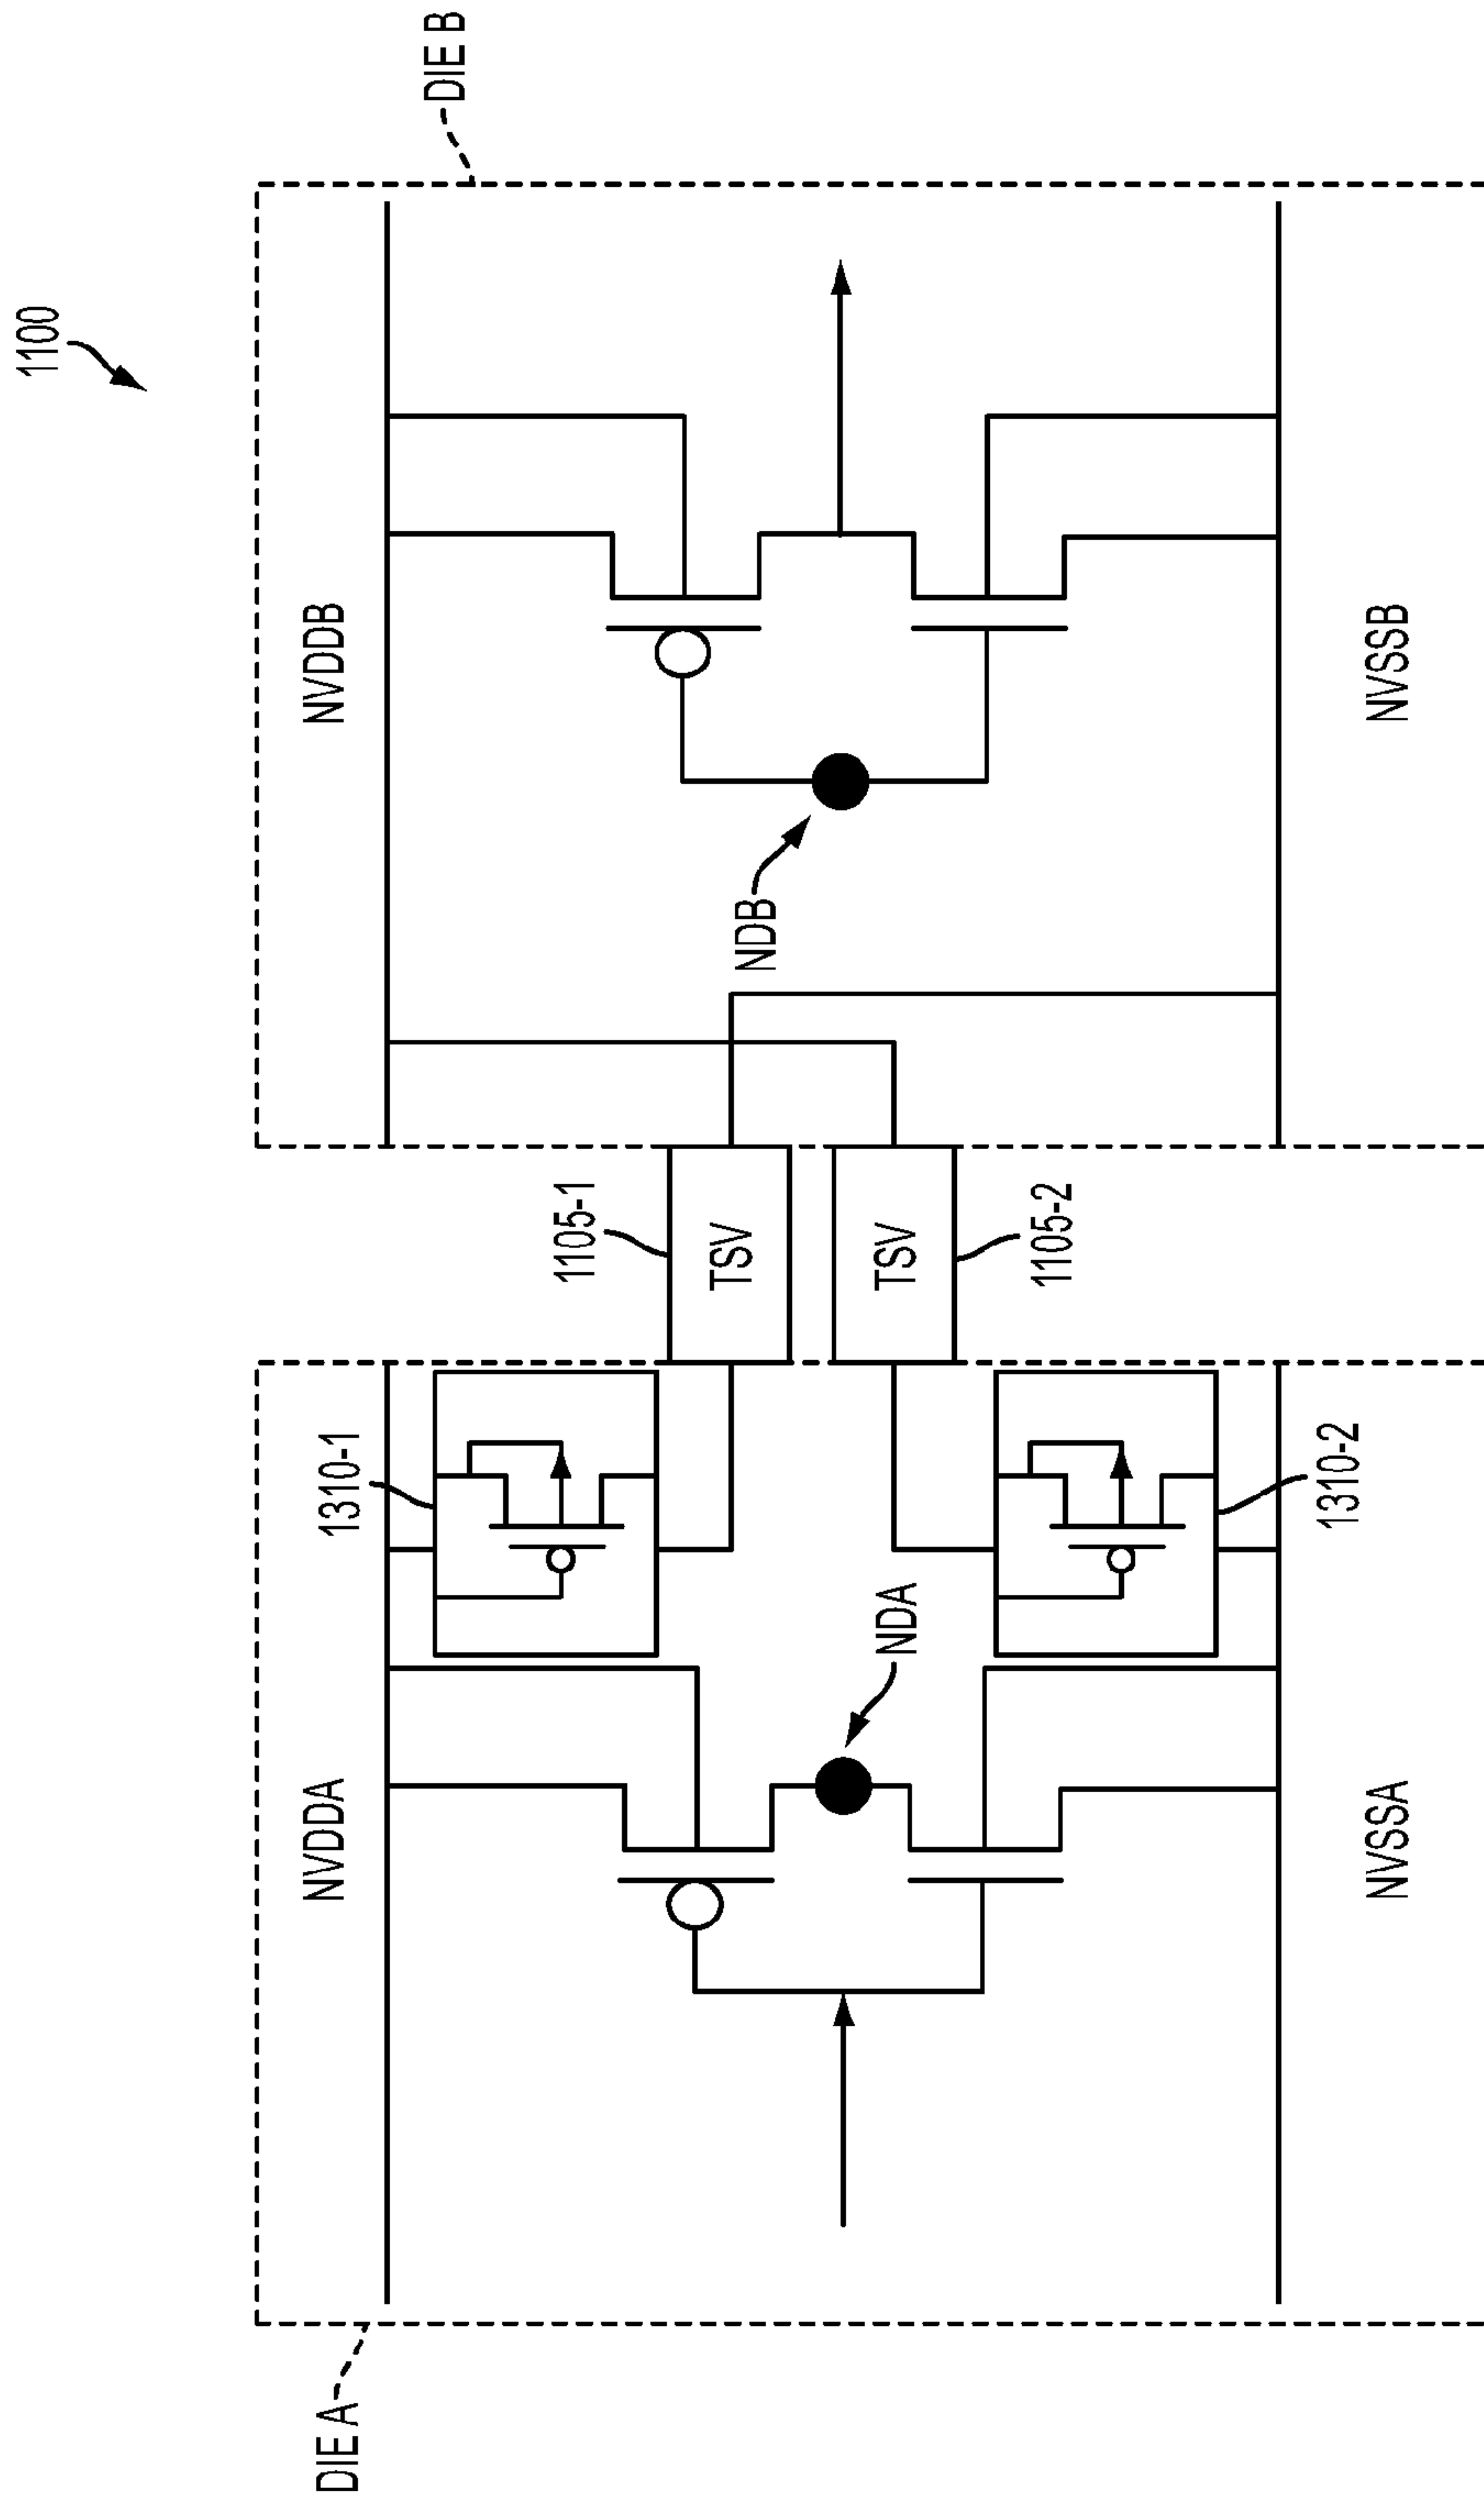 1100
DIE A
DIE B
NVDDA
NVDDB
1310-1
1105-1
TSV
NDB
TSV
NDA
1105-2
1310-2
NVSSA
NVSSB